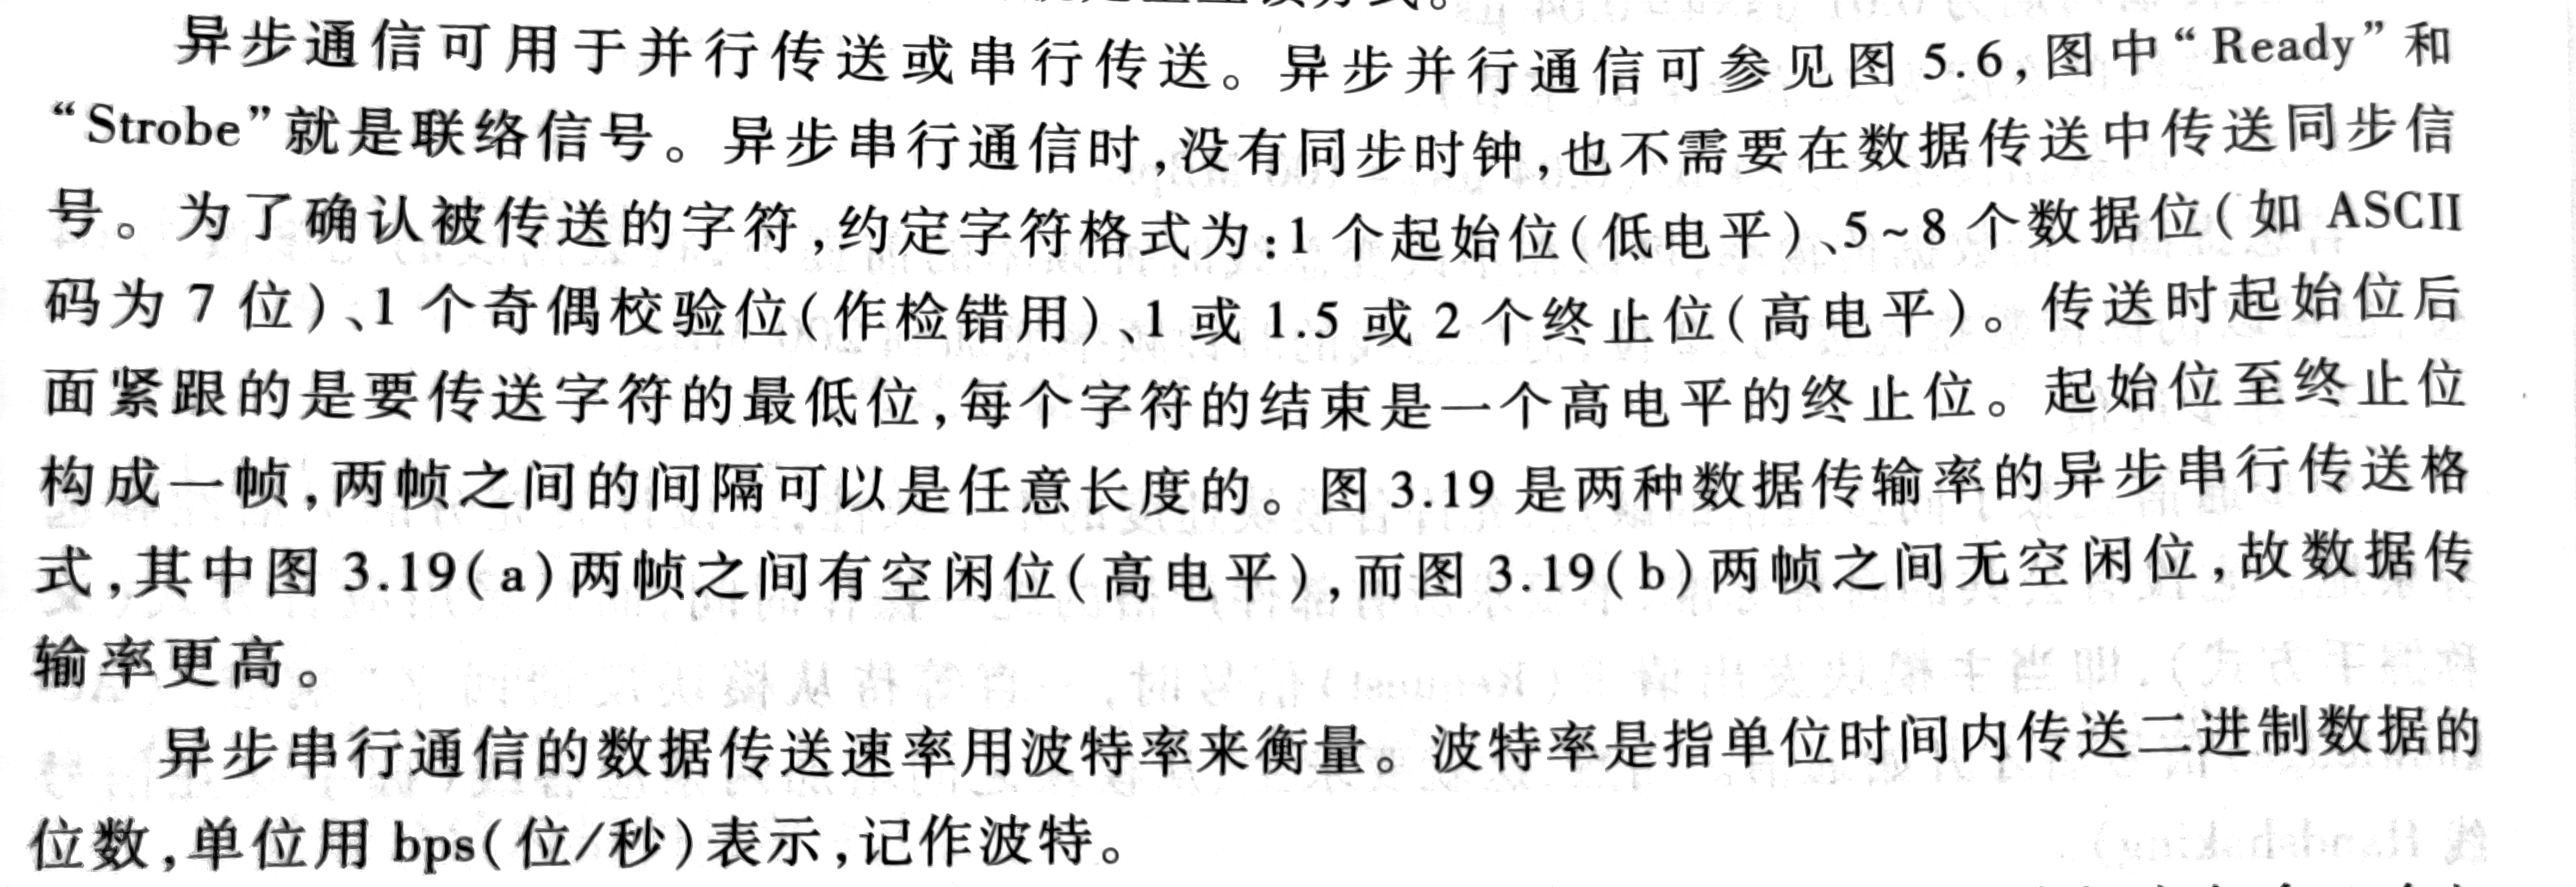 异步通信可用于并行传送或串行传送。异步并行通信可参见图 5.6,图中“Ready”和
“Strobe”就是联络信号。异步串行通信时,没有同步时钟,也不需要在数据传送中传送同步信
号。为了确认被传送的字符,约定字符格式为:1 个起始位(低电平)、5~8 个数据位(如 ASCII
码为 7 位)、1 个奇偶校验位(作检错用)、1 或 1.5 或 2 个终止位(高电平)。传送时起始位后
面紧跟的是要传送字符的最低位,每个字符的结束是一个高电平的终止位。起始位至终止位
构成一帧,两帧之间的间隔可以是任意长度的。图 3.19 是两种数据传输率的异步串行传送格
式,其中图 3.19(a)两帧之间有空闲位(高电平),而图 3.19(b)两帧之间无空闲位,故数据传
输率更高。
异步串行通信的数据传送速率用波特率来衡量。波特率是指单位时间内传送二进制数据的
位数,单位用 bps(位/秒)表示,记作波特。